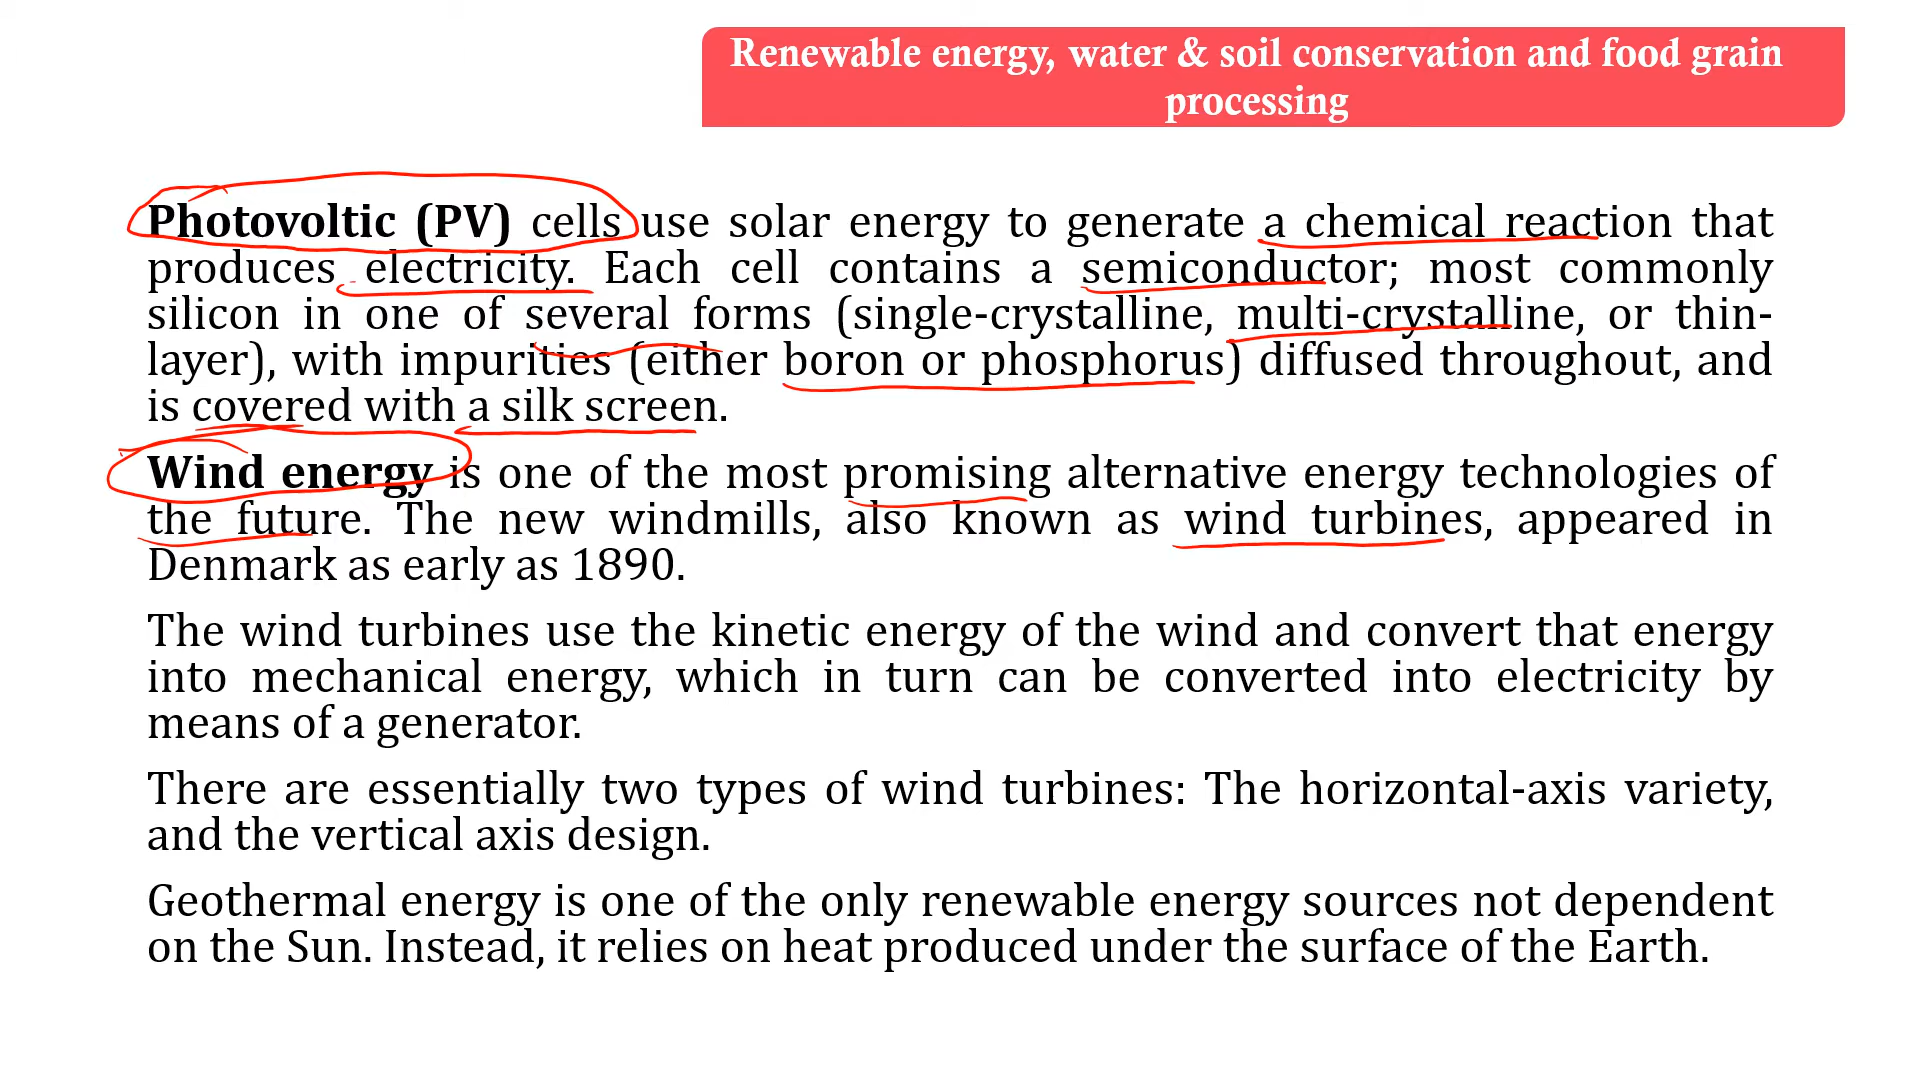 Renewable energy, water & soil conservation and food grain
processing
Photovoltic (PV) cells use solar energy to generate a chemical reaction that
produces electricity. Each cell contains a semiconductor; most commonly
silicon in one of several forms (single-crystalline, multi-crystalline, or thin-
layer), with impurities (either boron or phosphorus) diffused throughout, and
is covered with a silk screen.
Wind energy is one of the most promising alternative energy technologies of
the future. The new windmills, also known as wind turbines, appeared in
Denmark as early as 1890.
The wind turbines use the kinetic energy of the wind and convert that energy
into mechanical energy, which in turn can be converted into electricity by
means of a generator.
There are essentially two types of wind turbines: The horizontal-axis variety,
and the vertical axis design.
Geothermal energy is one of the only renewable energy sources not dependent
on the Sun. Instead, it relies on heat produced under the surface of the Earth.